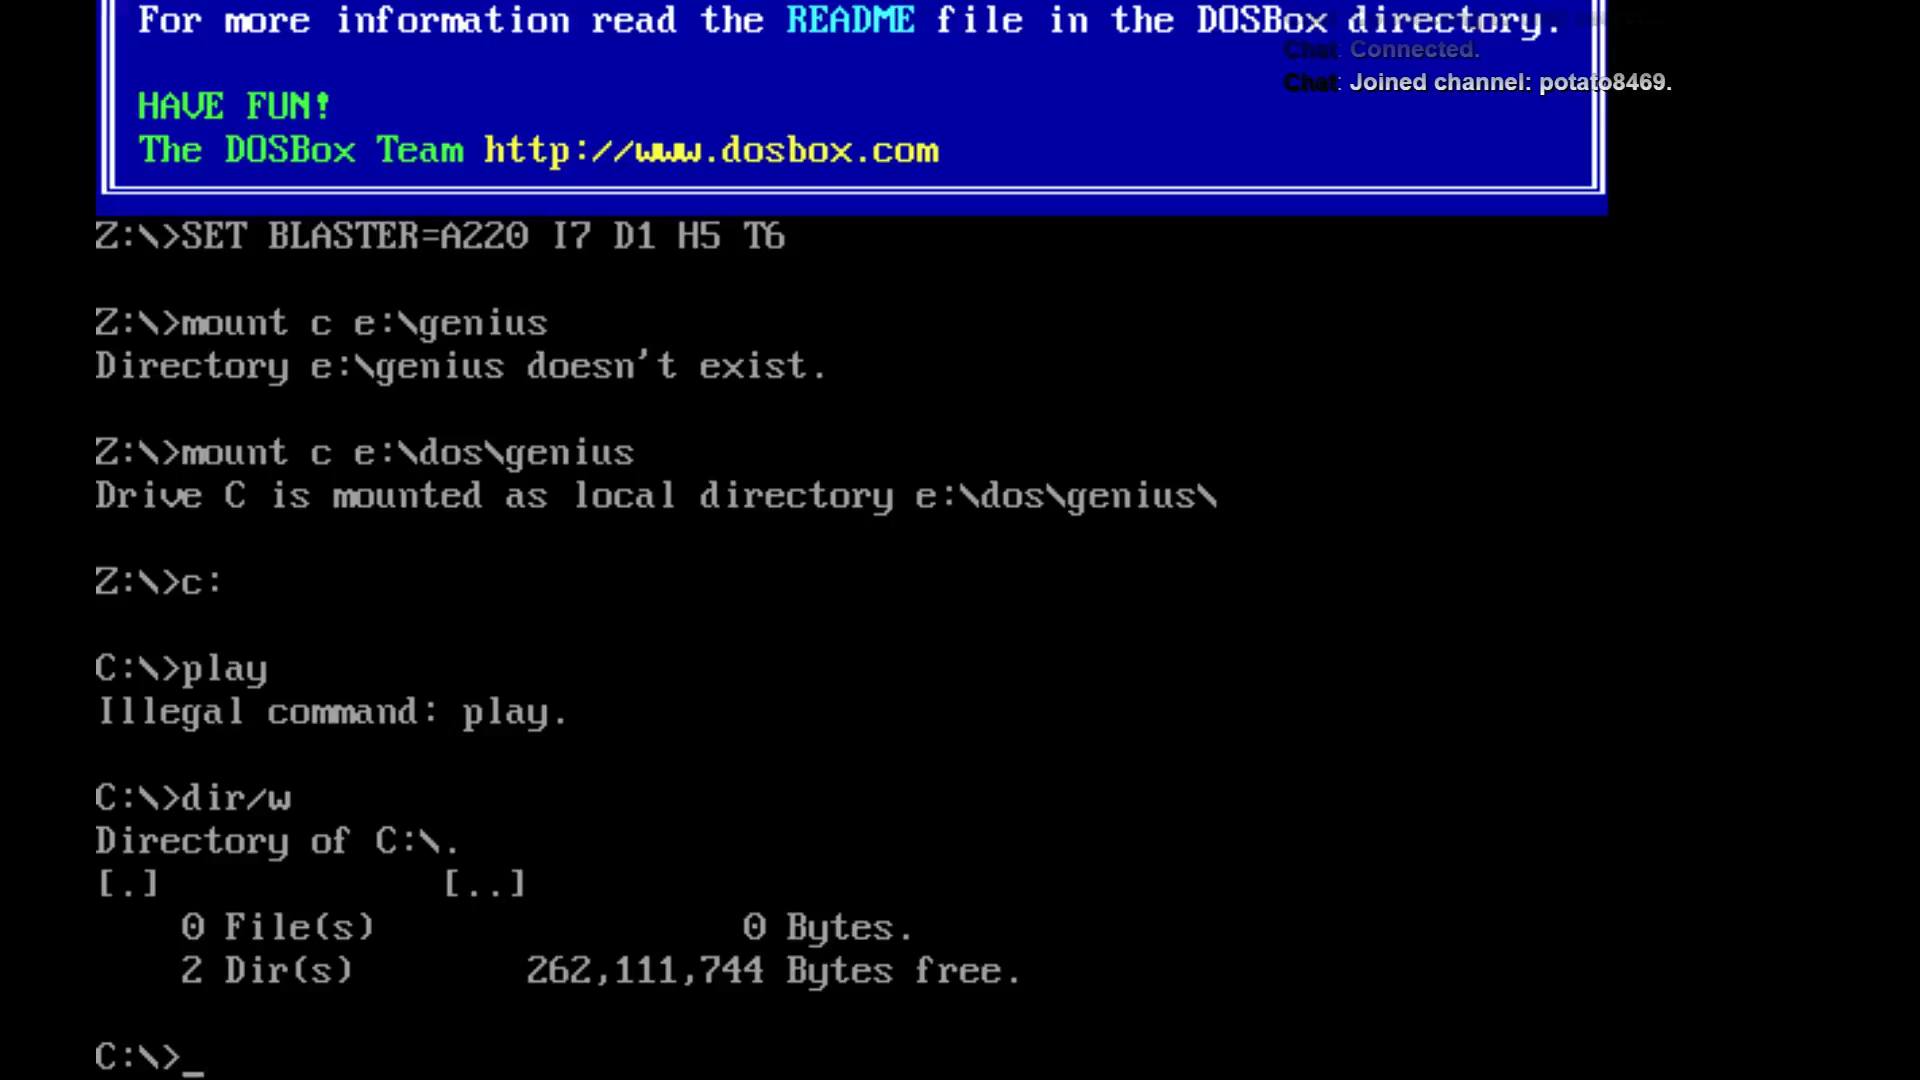 For more information read the README file in the DOSBox directory.
Chat: Connected.
Chat: Joined channel: potato8469.
HAVE FUN!
The DOSBox Team http://www.dosbox.com
Z:\>SET BLASTER=A220 I7 D1 H5 T6
Z:\>mount c e:\genius
Directory e:\genius doesn't exist.
Z:\>mount c e:\dos\genius
Drive C is mounted as local directory e:\dos\genius\
Z:\>c:
C:\>play
Illegal command: play.
C:\>dir/w
Directory of C:\.
[.] [..]
0 File(s) 0 Bytes.
2 Dir(s) 262,111,744 Bytes free.
C:\>_